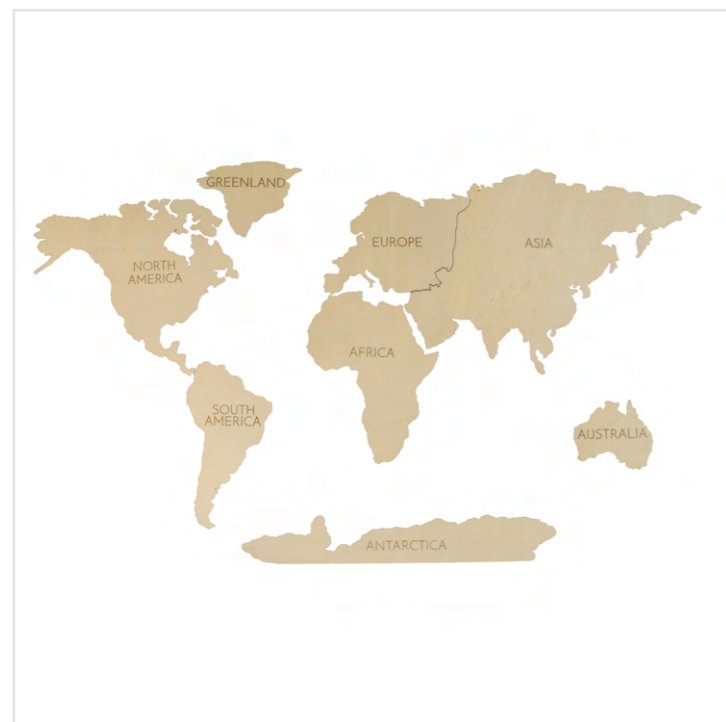 GREENLAND
EUROPE
ASIA
NORTH
AMERICA
AFRICA
SOUTH
AMERICA
AUSTRALIA
ANTARCTICA